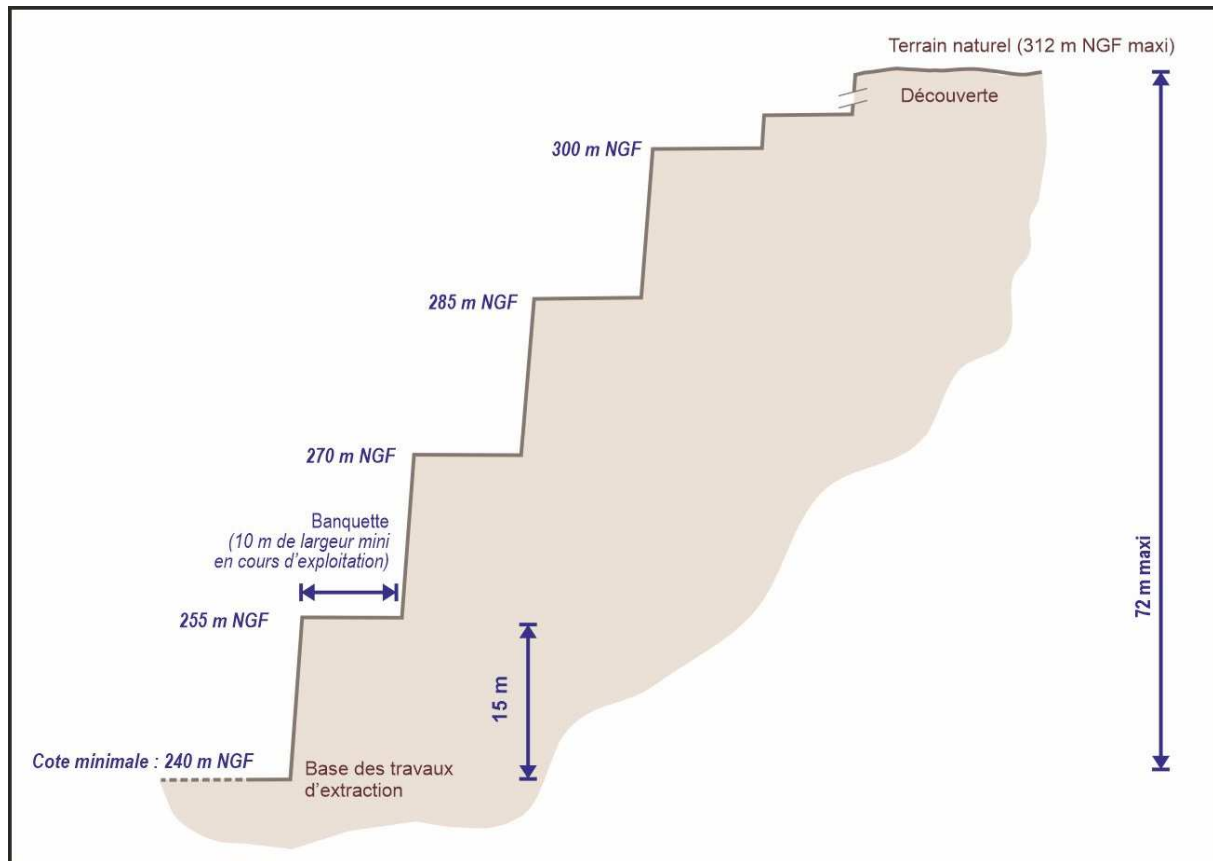 Terrain naturel (312 m NGF maxi)
Découverte
300 m NGF
285 m NGF
270 m NGF
Banquette
(10 m de largeur mini
en cours d'exploitation)
255 m NGF
15 m
72 m maxi
Cote minimale : 240 m NGF
Base des travaux
d'extraction